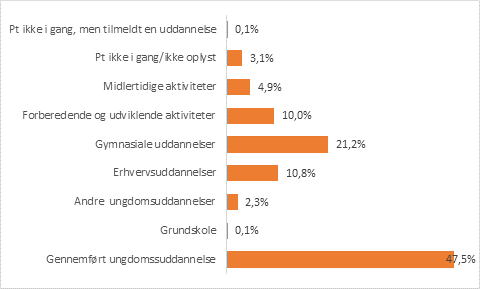 Pt ikke i gang, men tilmeldt en uddannelse 0,1%
Pt ikke i gang/ikke oplyst 3,1%
Midlertidige aktiviteter 4,9%
Forberedende og udviklende aktiviteter 10,0%
Gymnasiale uddannelser 21,2%
Erhvervsuddannelser 10,8%
Andre ungdomsuddannelser 2,3%
Grundskole 0,1%
Gennemført ungdomssuddannelse 47,5%